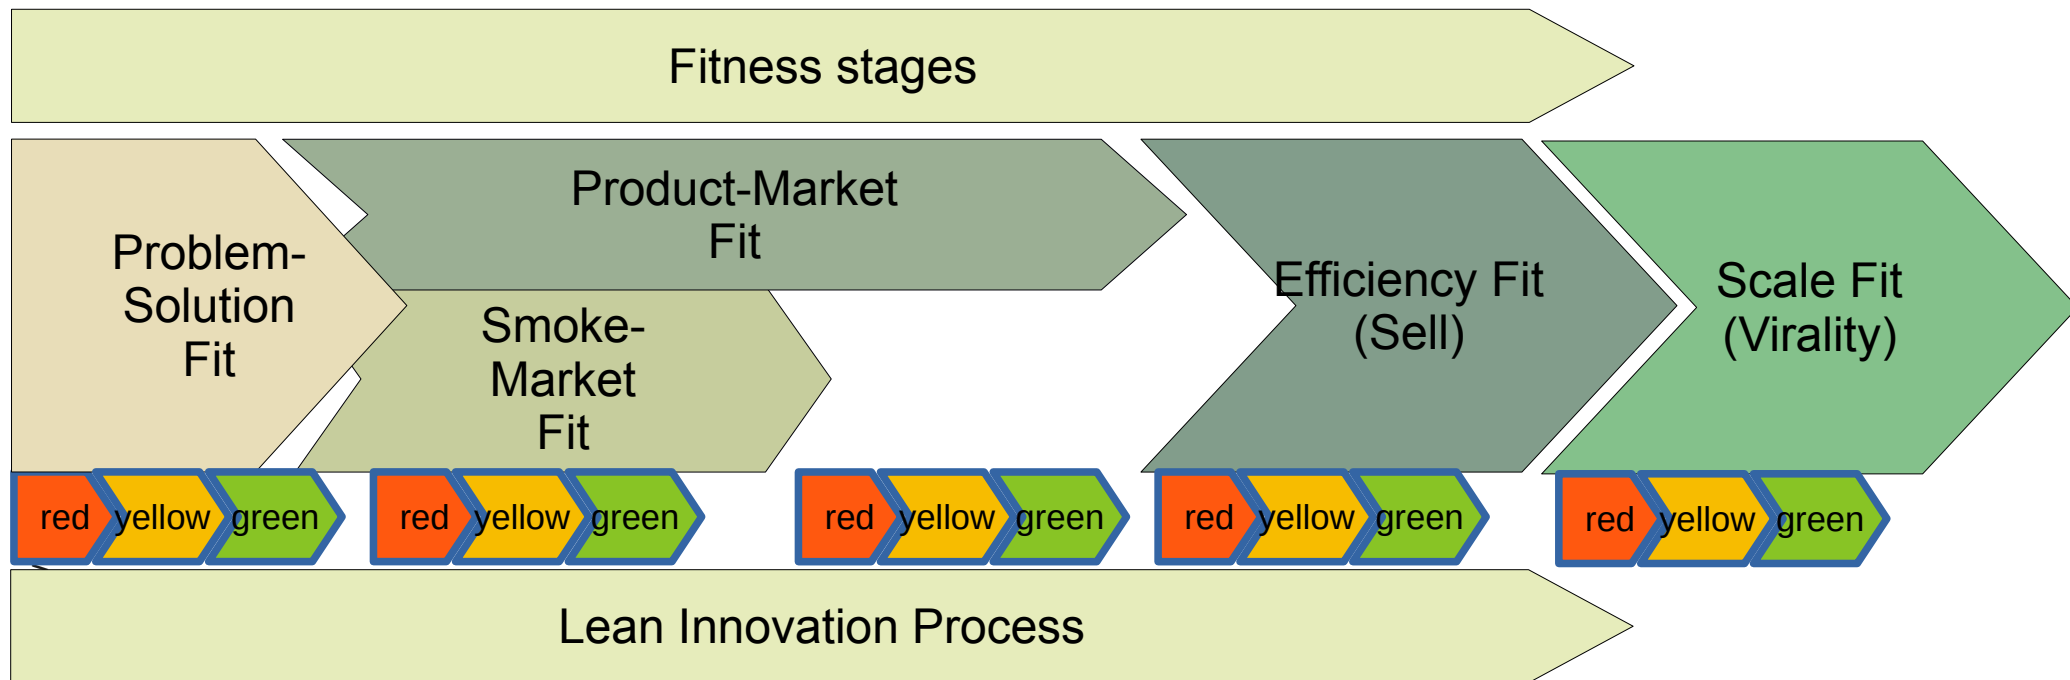 Fitness stages
Problem-
Solution
Fit
Product-Market
Fit
Smoke-
Market
Fit
Efficiency Fit
(Sell)
Scale Fit
(Virality)
red yellow green
red yellow green
red yellow green
red yellow green
red yellow green
Lean Innovation Process